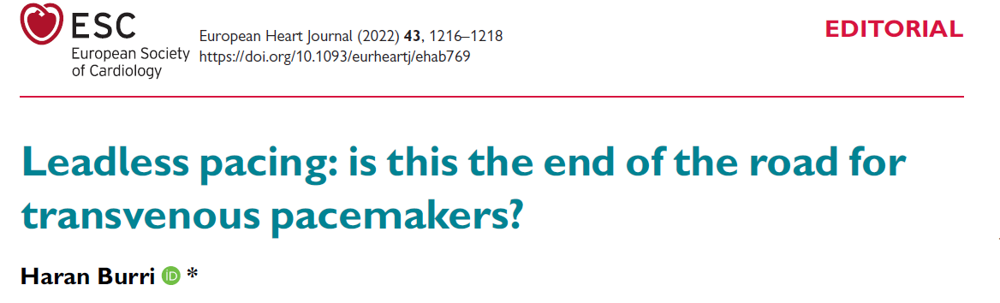 ESC
European Society
of Cardiology
European Heart Journal (2022) 43, 1216–1218
https://doi.org/10.1093/eurheartj/ehab769
EDITORIAL
Leadless pacing: is this the end of the road for
transvenous pacemakers?
Haran Burri iD *